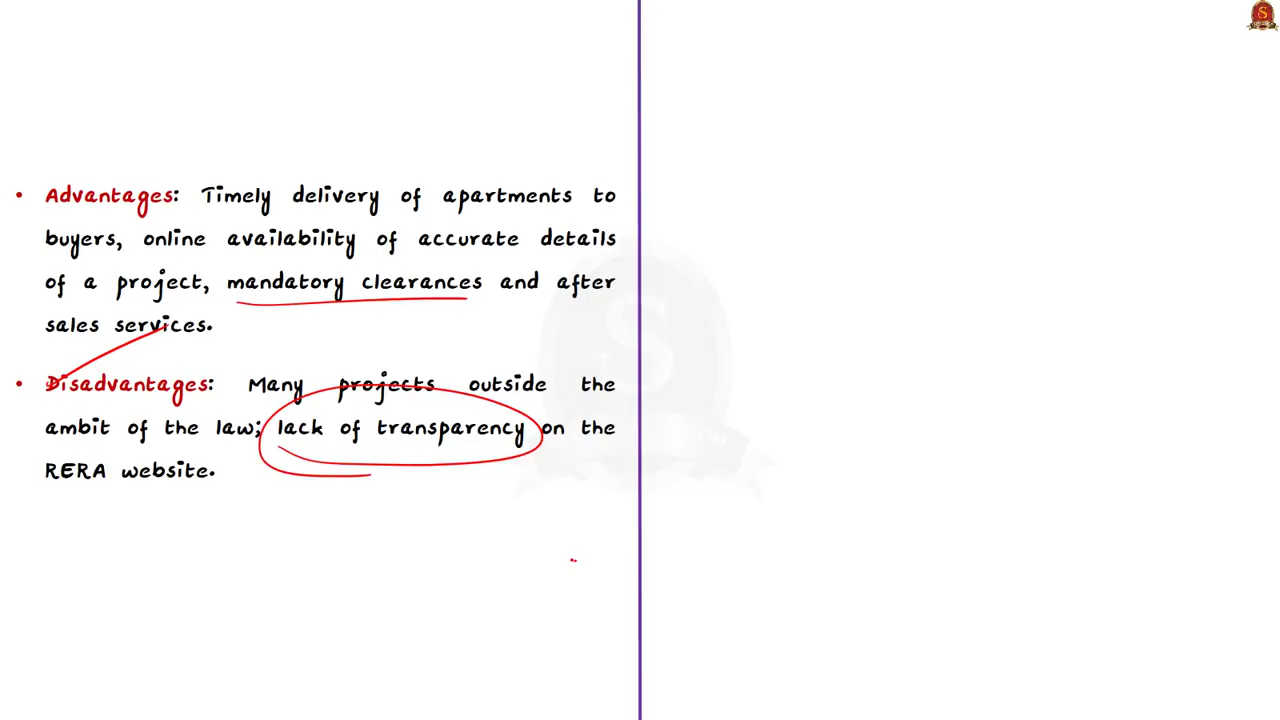 • Advantages: Timely delivery of apartments to
buyers, online availability of accurate details
of a project, mandatory clearances and after
sales services.
• Disadvantages: Many projects outside the
ambit of the law; lack of transparency on the
RERA website.
S
S